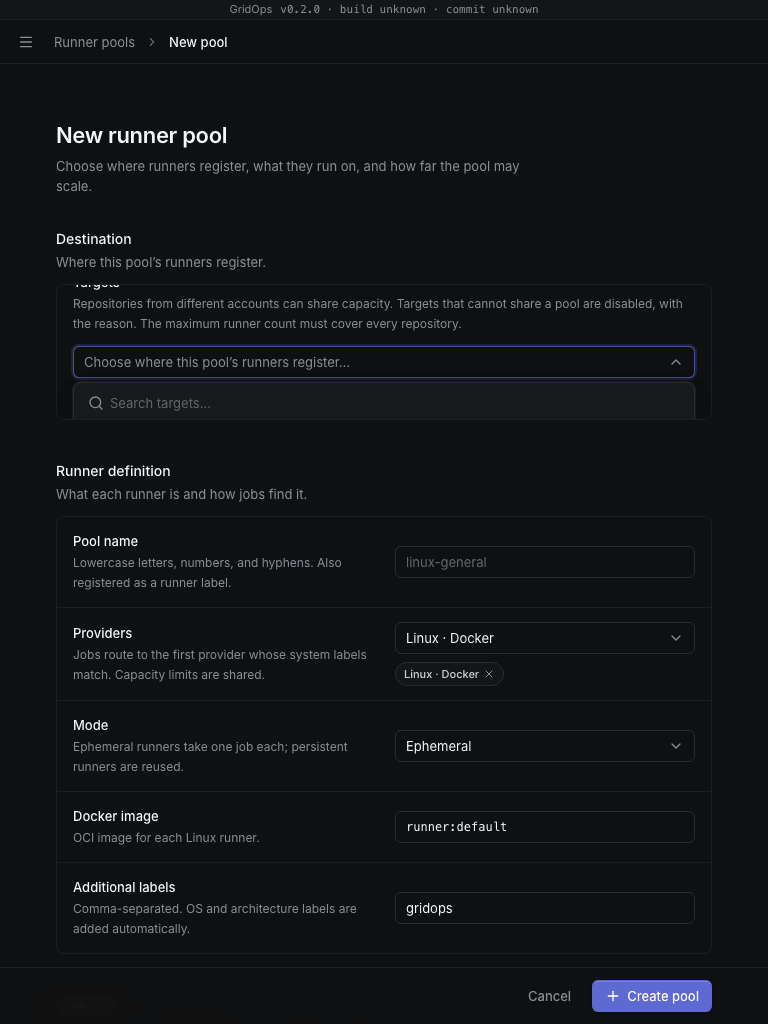 GridOps v0.2.0 · build unknown · commit unknown
Runner pools
New pool
New runner pool
Choose where runners register, what they run on, and how far the pool may
scale.
Destination
Where this pool’s runners register.
Targets
Repositories from different accounts can share capacity. Targets that cannot share a pool are disabled, with
the reason. The maximum runner count must cover every repository.
Choose where this pool’s runners register…
Search targets…
Runner definition
What each runner is and how jobs find it.
Pool name
Lowercase letters, numbers, and hyphens. Also
registered as a runner label.
linux-general
Providers
Jobs route to the first provider whose system labels
match. Capacity limits are shared.
Linux · Docker
Linux · Docker
Mode
Ephemeral runners take one job each; persistent
runners are reused.
Ephemeral
Docker image
OCI image for each Linux runner.
runner:default
Additional labels
Comma-separated. OS and architecture labels are
added automatically.
gridops
Cancel
Create pool